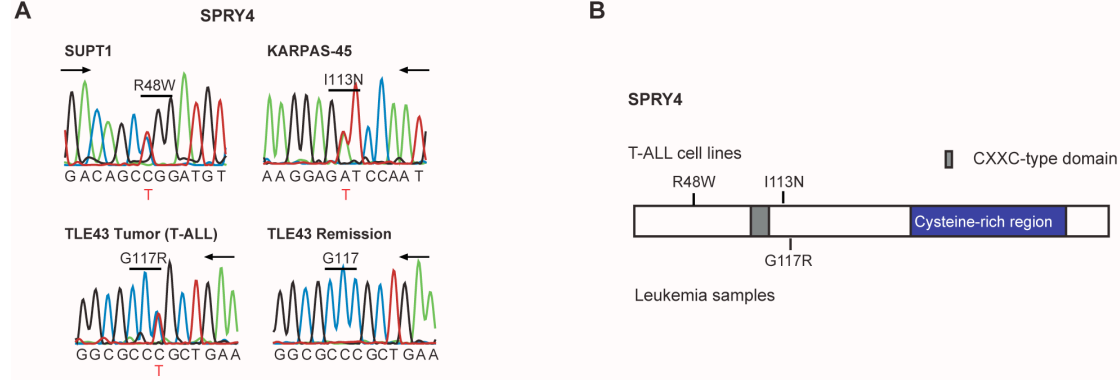 A
SPRY4
SUPT1
R48W
GACAGCCGGATGT
T
KARPAS-45
I113N
AAGGAGATCCAAT
T
TLE43 Tumor (T-ALL)
G117R
GGCGCCCGCTGAA
T
TLE43 Remission
G117
GGCGCCCGCTGAA
B
SPRY4
T-ALL cell lines
CXXC-type domain
R48W
I113N
Cysteine-rich region
G117R
Leukemia samples